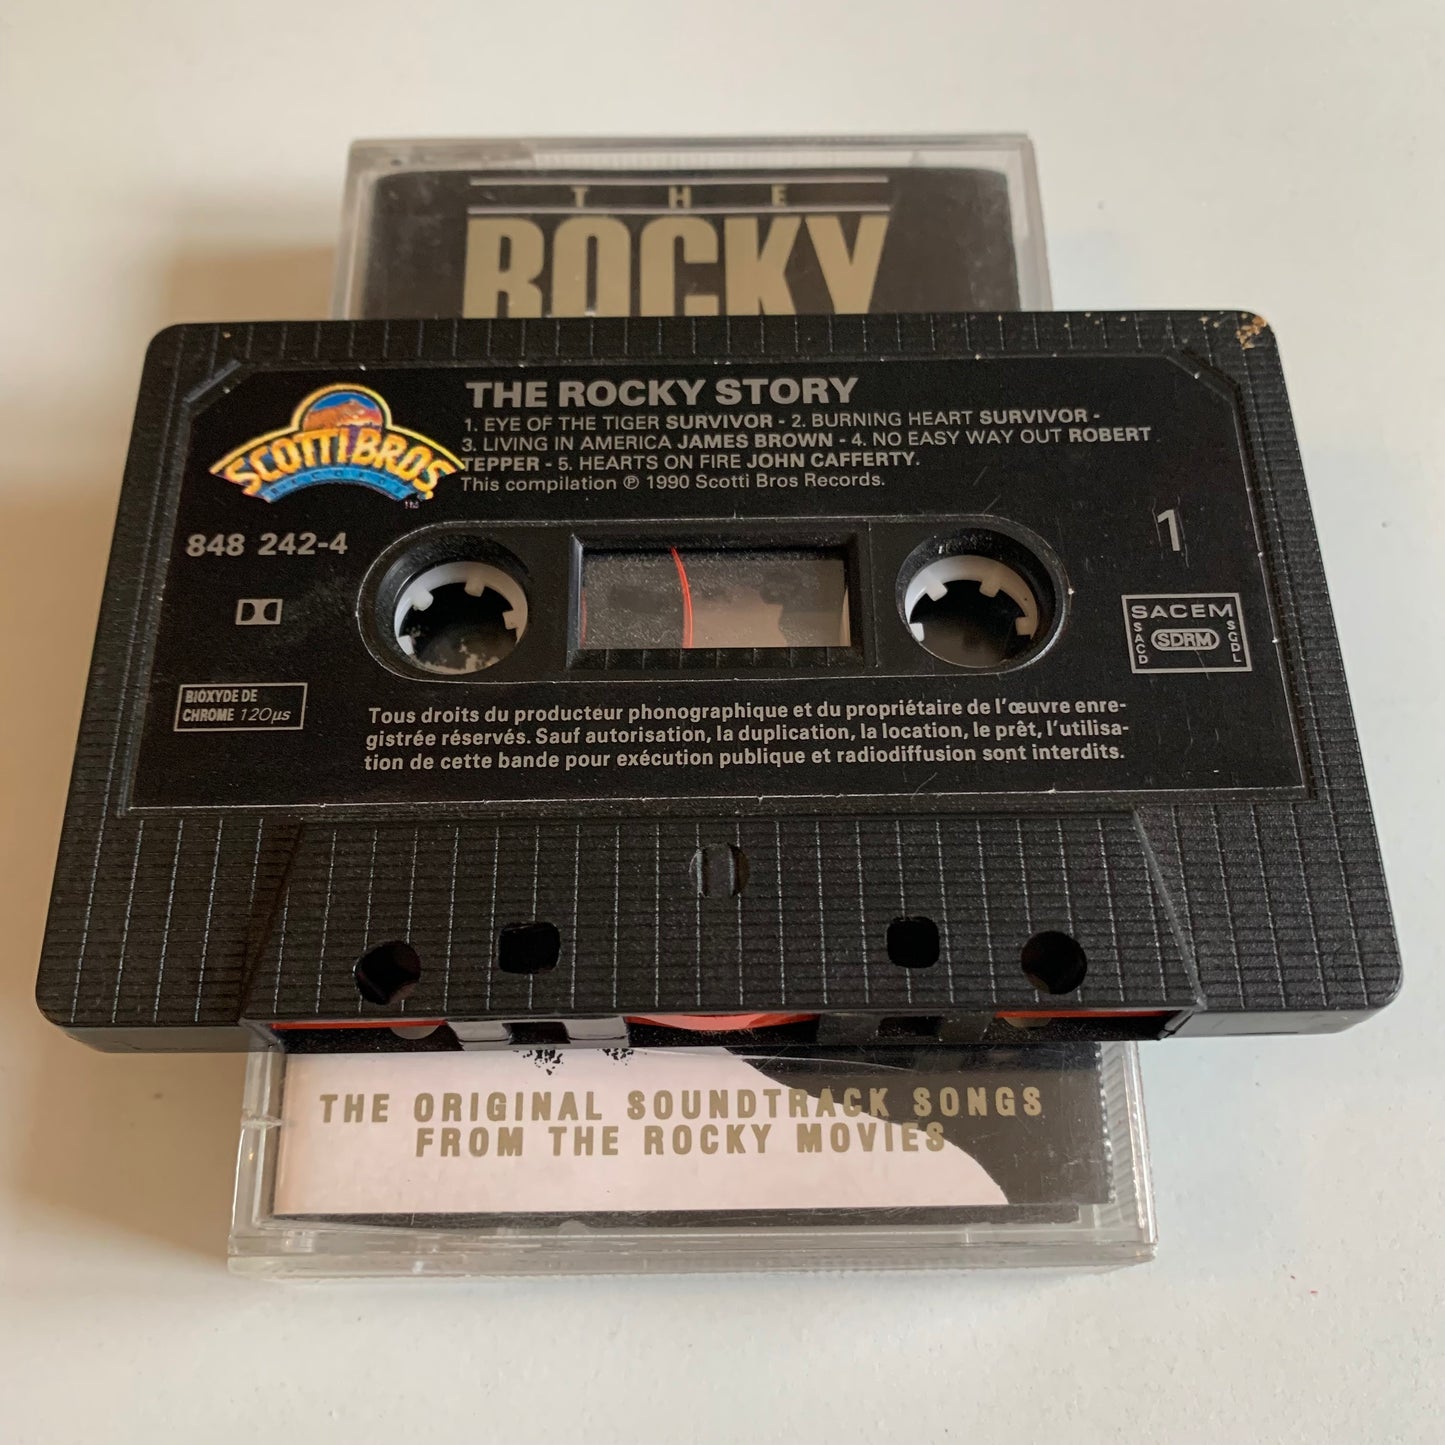 THE
ROCKY
THE ROCKY STORY
1. EYE OF THE TIGER SURVIVOR - 2. BURNING HEART SURVIVOR -
3. LIVING IN AMERICA JAMES BROWN - 4. NO EASY WAY OUT ROBERT
TEPPER - 5. HEARTS ON FIRE JOHN CAFFERTY.
This compilation ℗ 1990 Scotti Bros Records.
SCOTTI BROS
RECORDS
TM
848 242-4
1
SACEM
SACD
SDRM
SGDL
BIOXYDE DE
CHROME 120µs
Tous droits du producteur phonographique et du propriétaire de l'œuvre enre-
gistrée réservés. Sauf autorisation, la duplication, la location, le prêt, l'utilisa-
tion de cette bande pour exécution publique et radiodiffusion sont interdits.
THE ORIGINAL SOUNDTRACK SONGS
FROM THE ROCKY MOVIES